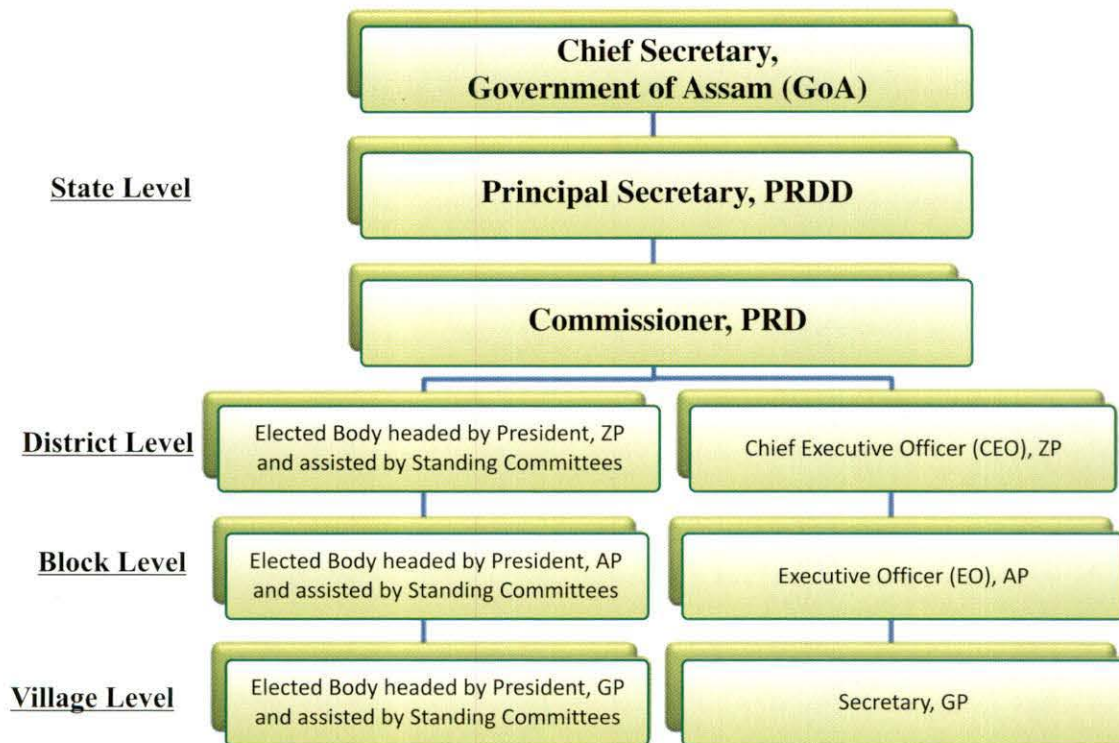 Chief Secretary,
Government of Assam (GoA)
State Level
Principal Secretary, PRDD
Commissioner, PRD
District Level
Elected Body headed by President, ZP
and assisted by Standing Committees
Chief Executive Officer (CEO), ZP
Block Level
Elected Body headed by President, AP
and assisted by Standing Committees
Executive Officer (EO), AP
Village Level
Elected Body headed by President, GP
and assisted by Standing Committees
Secretary, GP